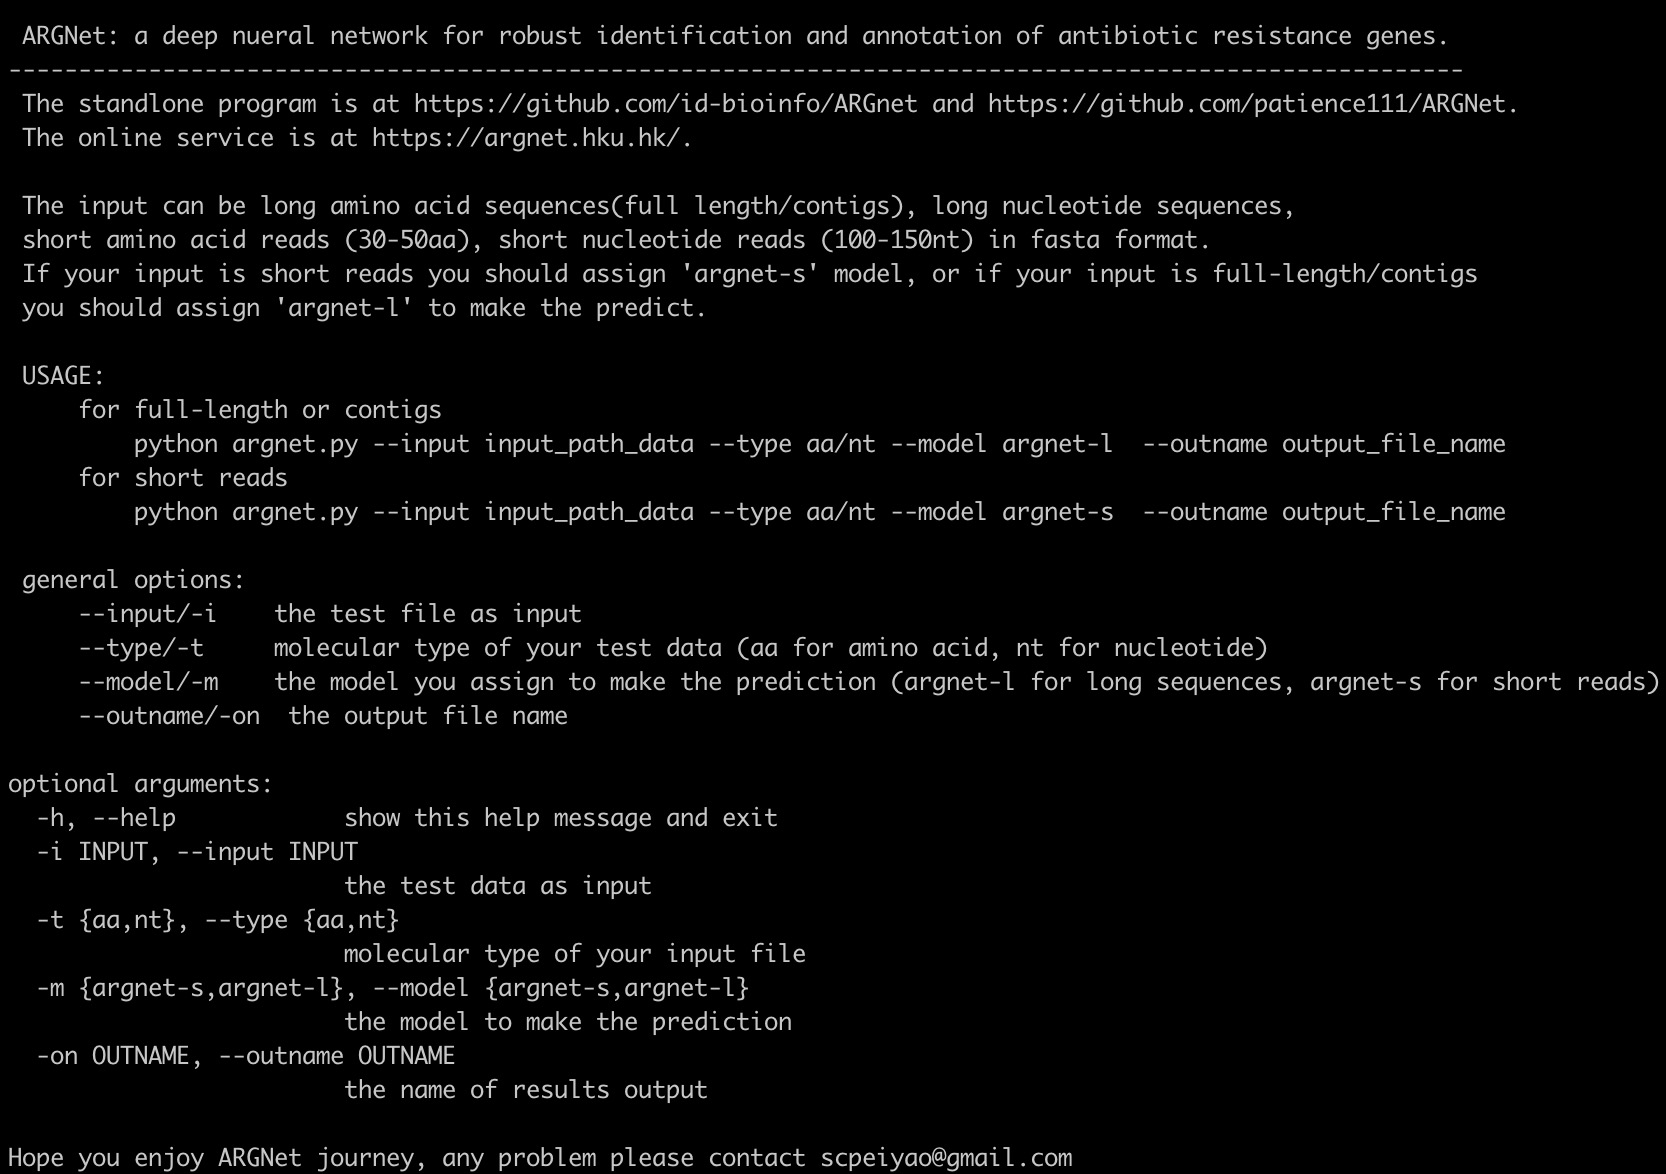 ARGNet: a deep nueral network for robust identification and annotation of antibiotic resistance genes.
--------------------------------------------------------------------------------------------------------
The standlone program is at https://github.com/id-bioinfo/ARGnet and https://github.com/patience111/ARGNet.
The online service is at https://argnet.hku.hk/.
The input can be long amino acid sequences(full length/contigs), long nucleotide sequences,
short amino acid reads (30-50aa), short nucleotide reads (100-150nt) in fasta format.
If your input is short reads you should assign 'argnet-s' model, or if your input is full-length/contigs
you should assign 'argnet-l' to make the predict.
USAGE:
for full-length or contigs
python argnet.py --input input_path_data --type aa/nt --model argnet-l  --outname output_file_name
for short reads
python argnet.py --input input_path_data --type aa/nt --model argnet-s  --outname output_file_name
general options:
--input/-i    the test file as input
--type/-t     molecular type of your test data (aa for amino acid, nt for nucleotide)
--model/-m    the model you assign to make the prediction (argnet-l for long sequences, argnet-s for short reads)
--outname/-on  the output file name
optional arguments:
-h, --help            show this help message and exit
-i INPUT, --input INPUT
the test data as input
-t {aa,nt}, --type {aa,nt}
molecular type of your input file
-m {argnet-s,argnet-l}, --model {argnet-s,argnet-l}
the model to make the prediction
-on OUTNAME, --outname OUTNAME
the name of results output
Hope you enjoy ARGNet journey, any problem please contact scpeiyao@gmail.com